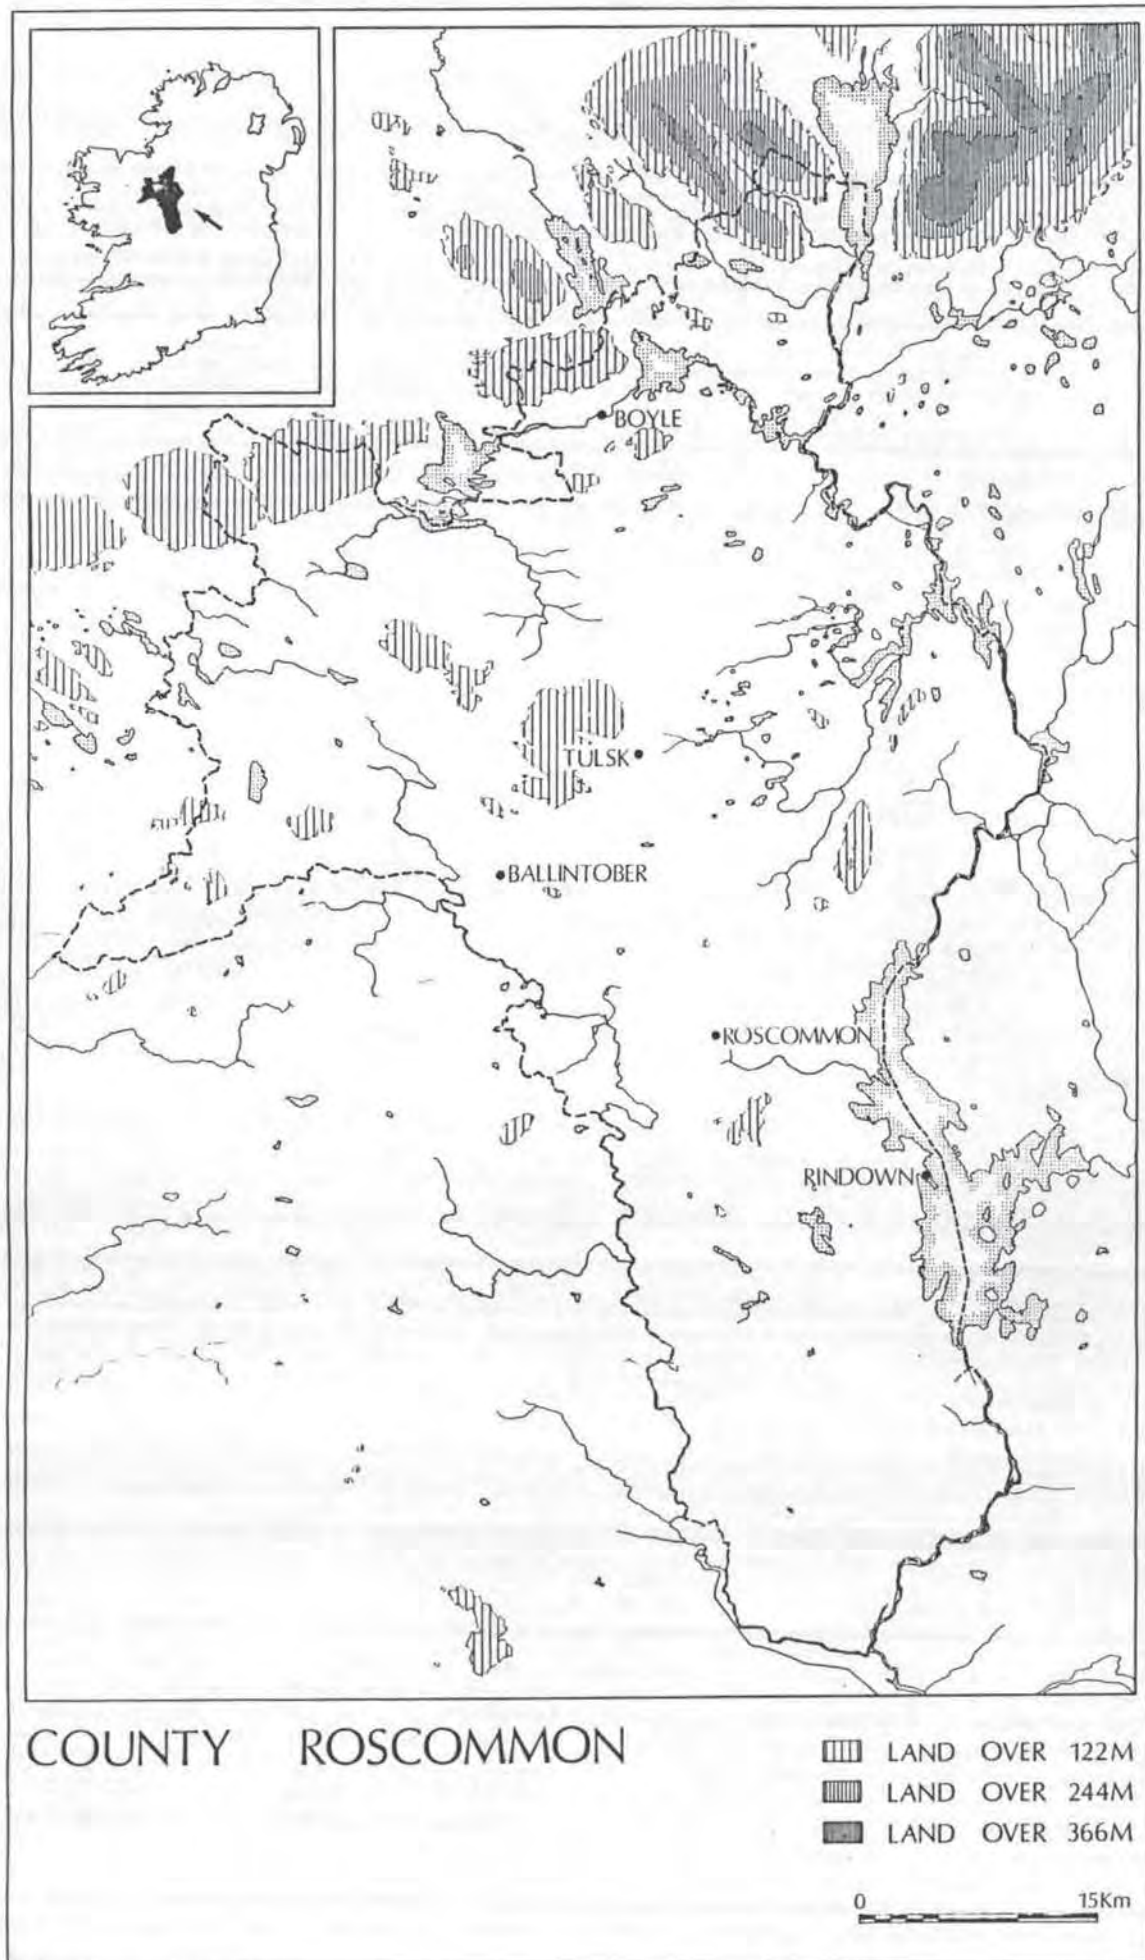 BOYLE
TULSK
BALLINTOBER
ROSCOMMON
RINDOWN
COUNTY ROSCOMMON
LAND OVER 122M
LAND OVER 244M
LAND OVER 366M
0 15Km